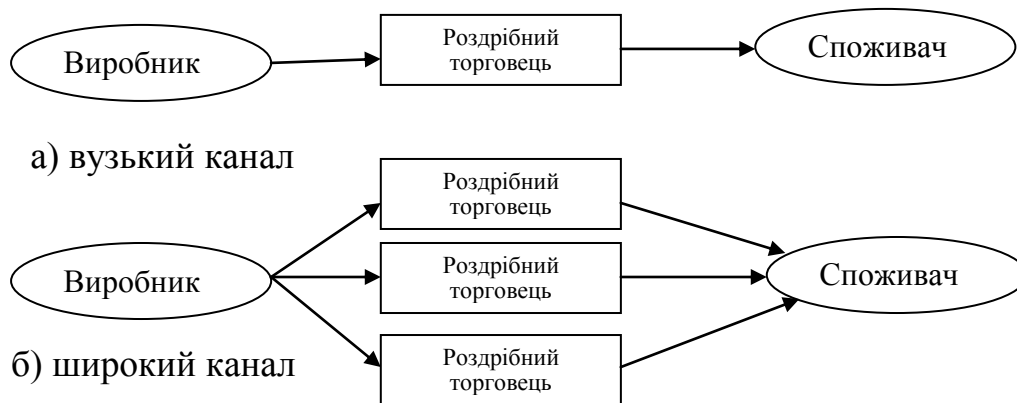 Виробник
Роздрібний
торговець
Споживач
а) вузький канал
Роздрібний
торговець
Виробник
Роздрібний
торговець
Споживач
Роздрібний
торговець
б) широкий канал